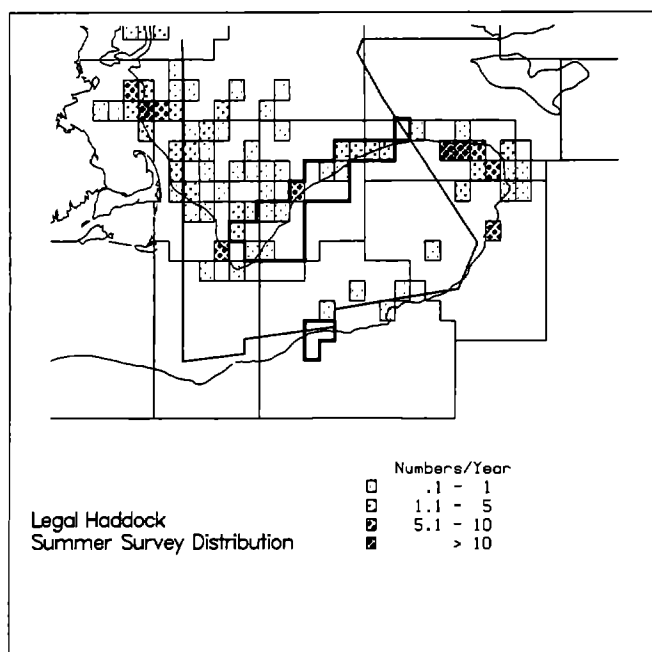 Numbers/Year
.1 - 1
1.1 - 5
5.1 - 10
> 10
Legal Haddock
Summer Survey Distribution